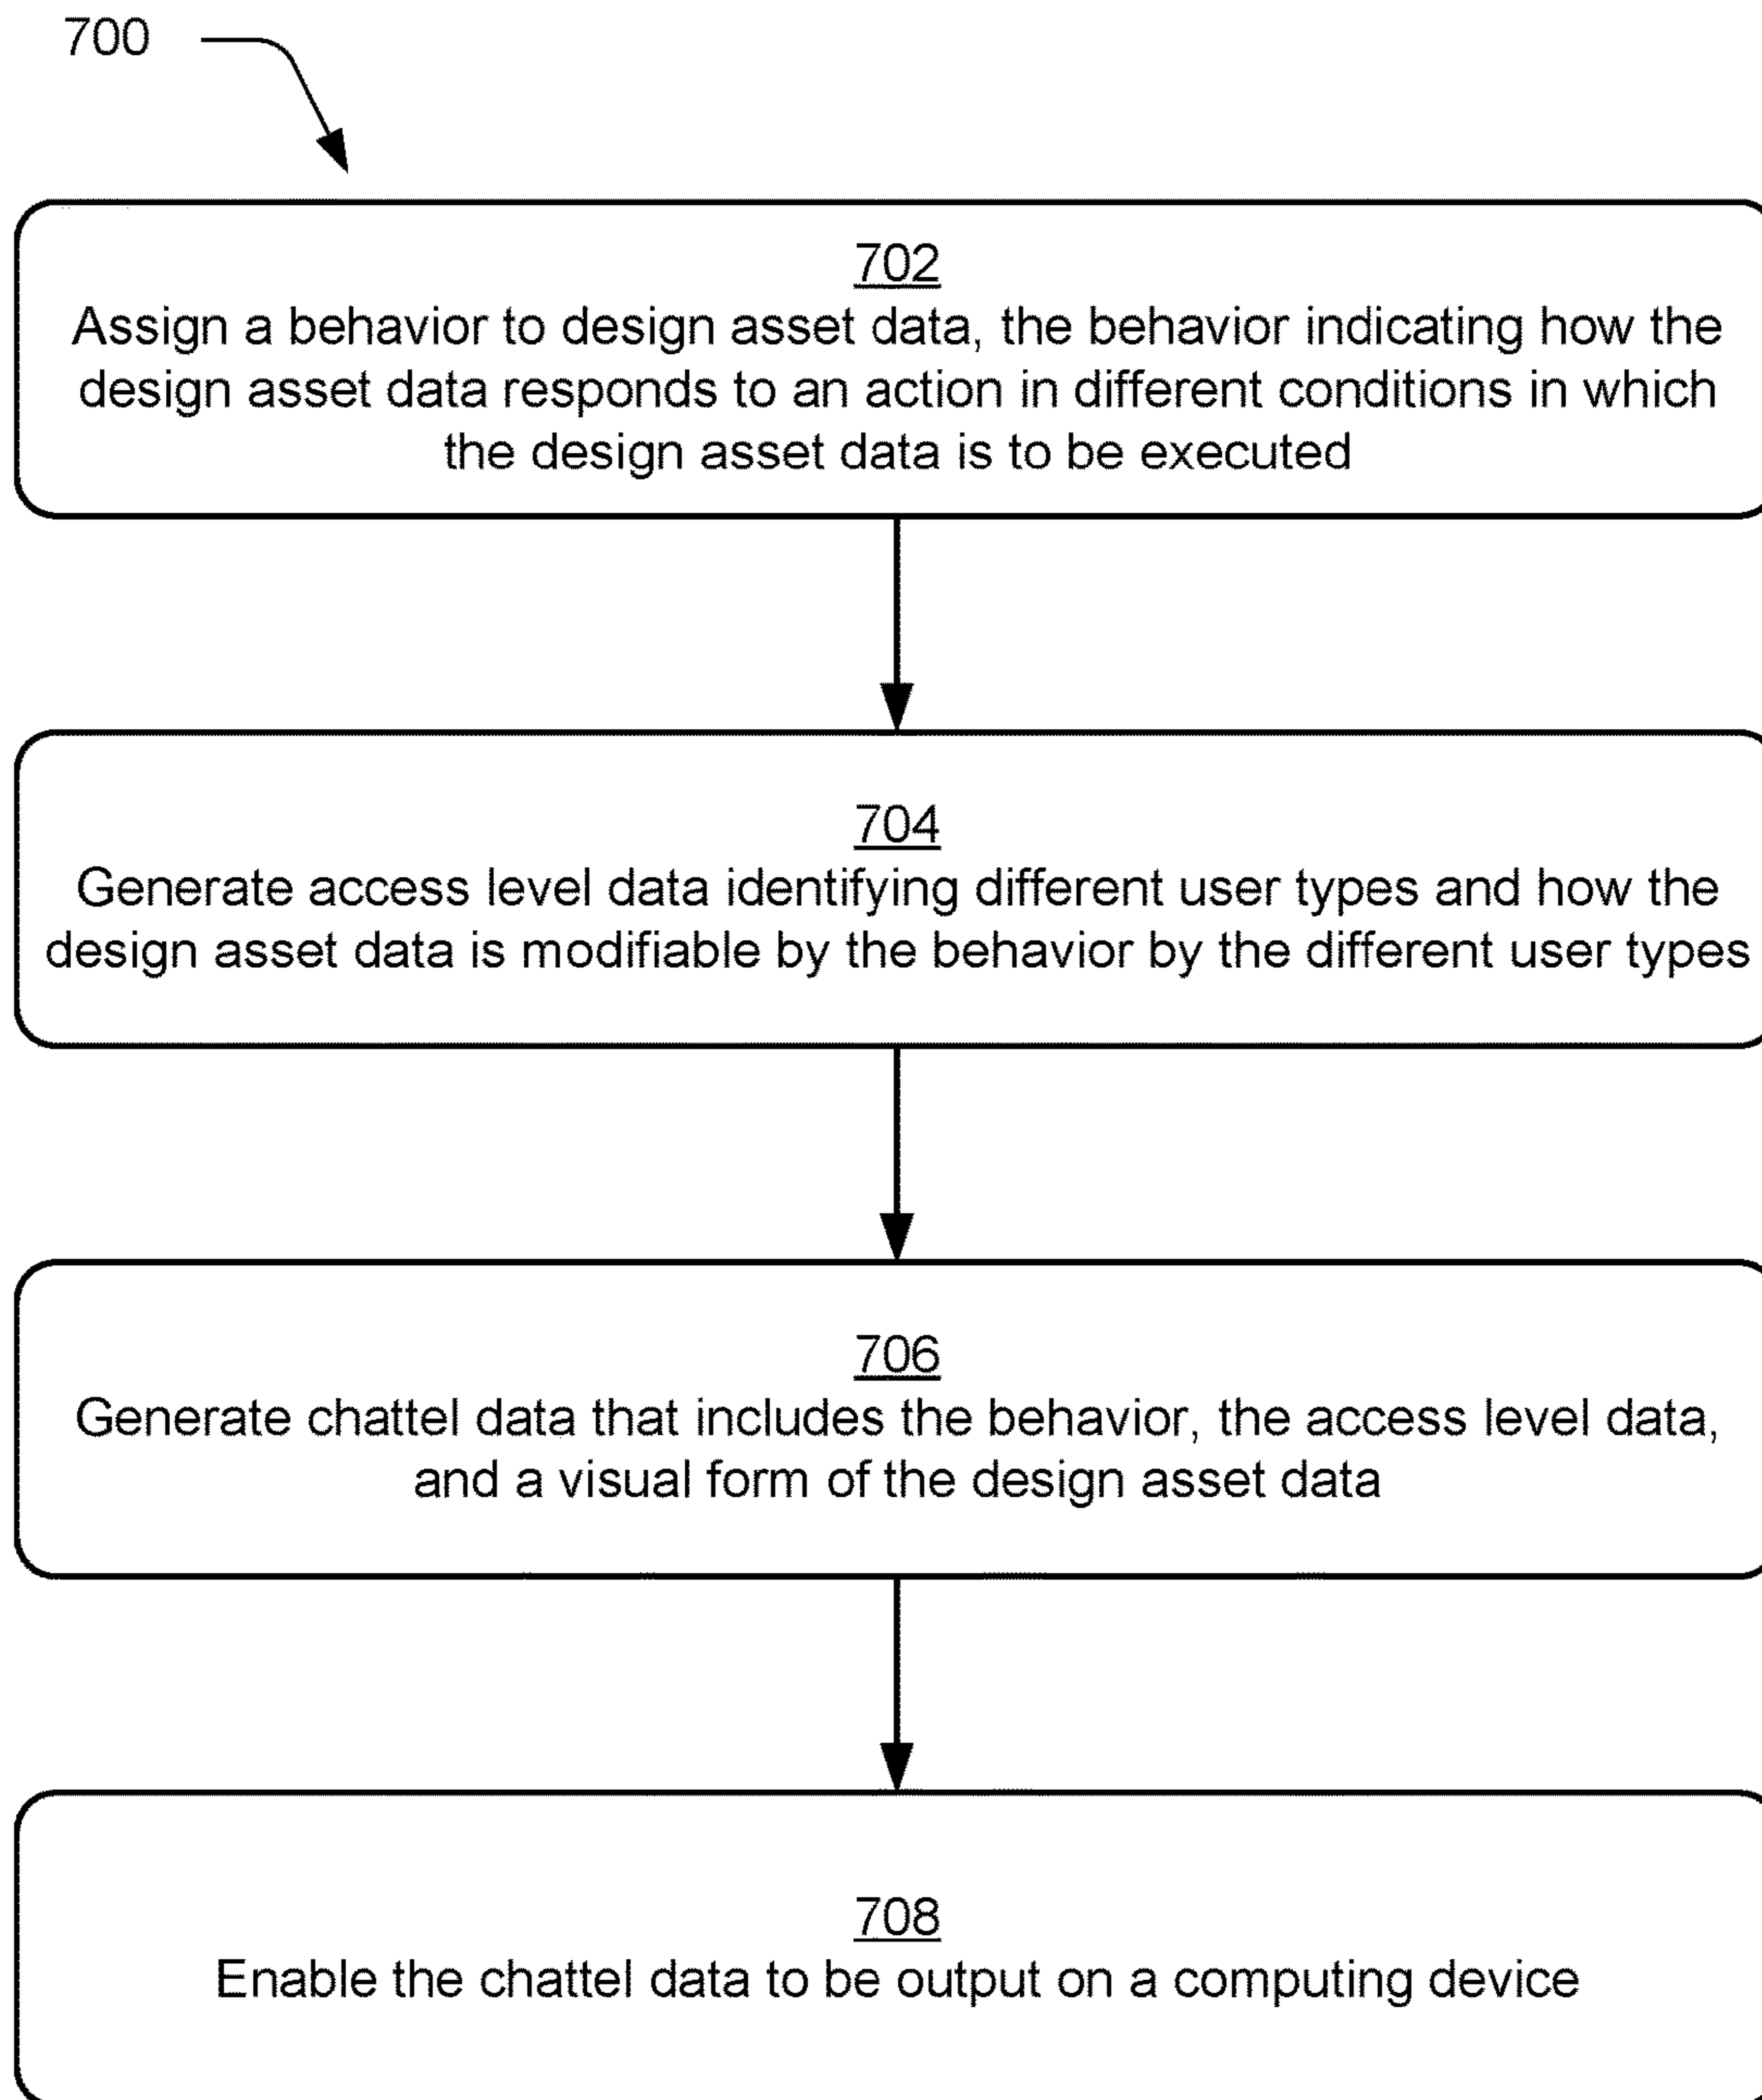 700
702
Assign a behavior to design asset data, the behavior indicating how the
design asset data responds to an action in different conditions in which
the design asset data is to be executed
704
Generate access level data identifying different user types and how the
design asset data is modifiable by the behavior by the different user types
706
Generate chattel data that includes the behavior, the access level data,
and a visual form of the design asset data
708
Enable the chattel data to be output on a computing device